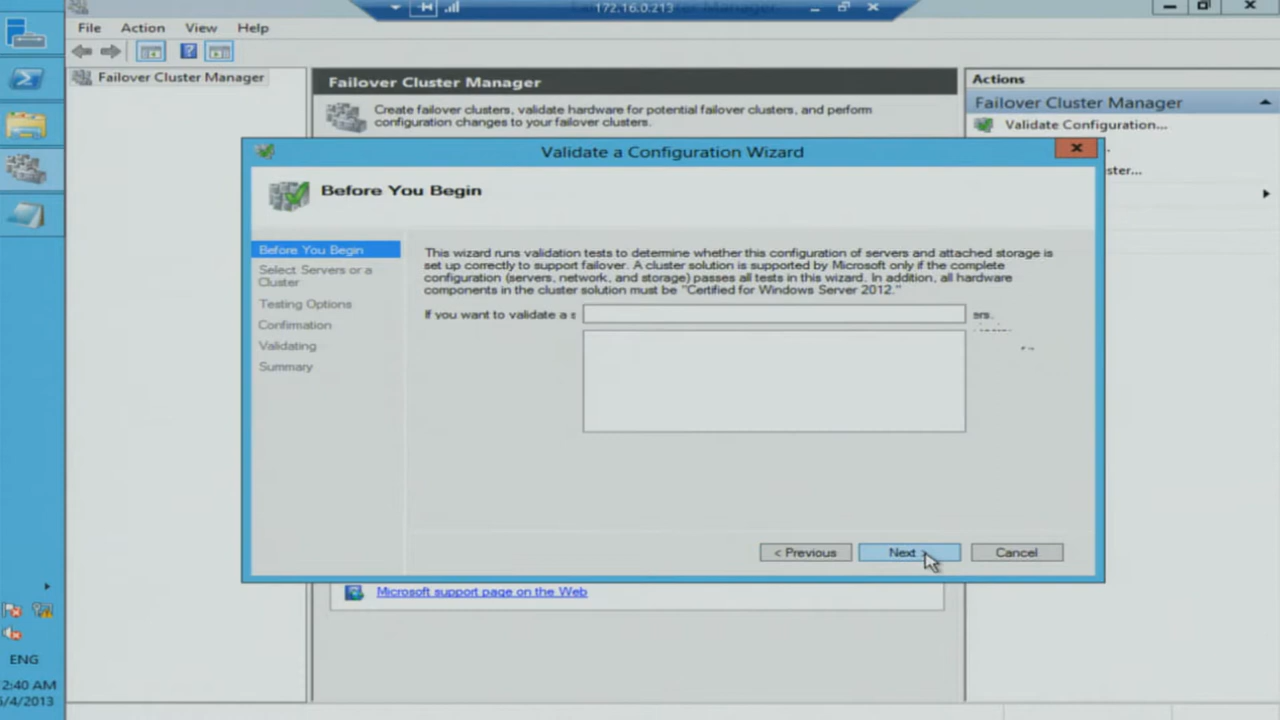 172.16.0.213
File Action View Help
Failover Cluster Manager
Failover Cluster Manager
Create failover clusters, validate hardware for potential failover clusters, and perform
configuration changes to your failover clusters.
Actions
Failover Cluster Manager
Validate Configuration...
ster...
Validate a Configuration Wizard
Before You Begin
Before You Begin
Select Servers or a
Cluster
Testing Options
Confirmation
Validating
Summary
This wizard runs validation tests to determine whether this configuration of servers and attached storage is
set up correctly to support failover. A cluster solution is supported by Microsoft only if the complete
configuration (servers, network, and storage) passes all tests in this wizard. In addition, all hardware
components in the cluster solution must be "Certified for Windows Server 2012."
If you want to validate a s ers.
< Previous Next > Cancel
Microsoft support page on the Web
ENG
2:40 AM
6/4/2013